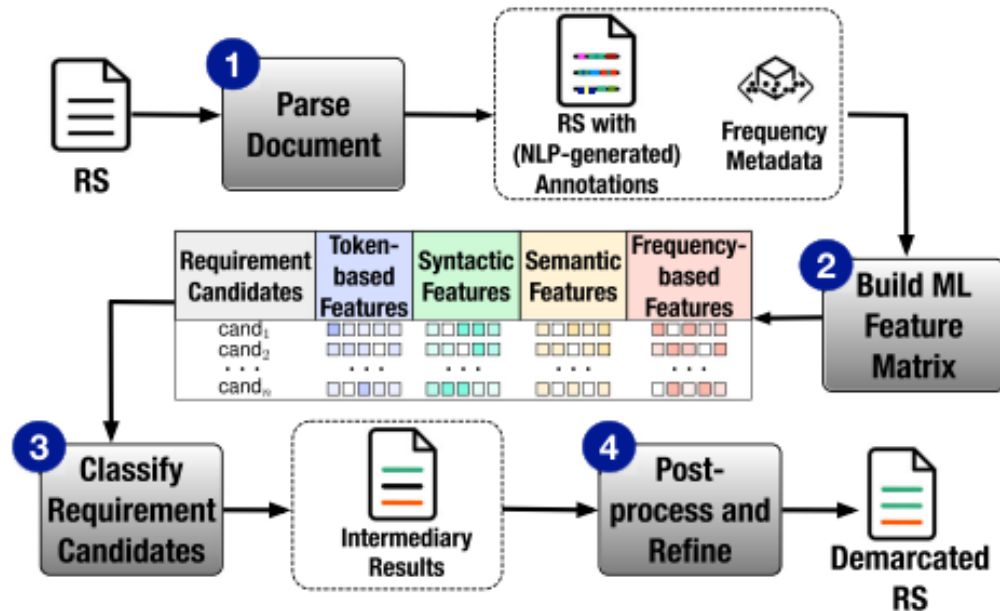 1
Parse
Document
RS
RS with
(NLP-generated)
Annotations
Frequency
Metadata
Requirement
Candidates
Token-
based
Features
Syntactic
Features
Semantic
Features
Frequency-
based
Features
cand₁
cand₂
. . .
candₙ
. . .
. . .
. . .
. . .
2
Build ML
Feature
Matrix
3
Classify
Requirement
Candidates
Intermediary
Results
4
Post-
process and
Refine
Demarcated
RS